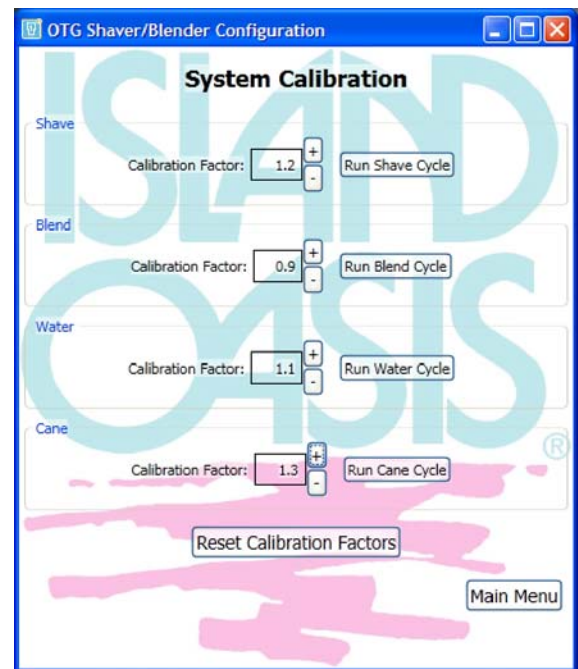 OTG Shaver/Blender Configuration
System Calibration
Shave
Calibration Factor: 1.2 + - Run Shave Cycle
Blend
Calibration Factor: 0.9 + - Run Blend Cycle
Water
Calibration Factor: 1.1 + - Run Water Cycle
Cane
Calibration Factor: 1.3 + - Run Cane Cycle
Reset Calibration Factors
Main Menu
ISLAND
OASIS
®